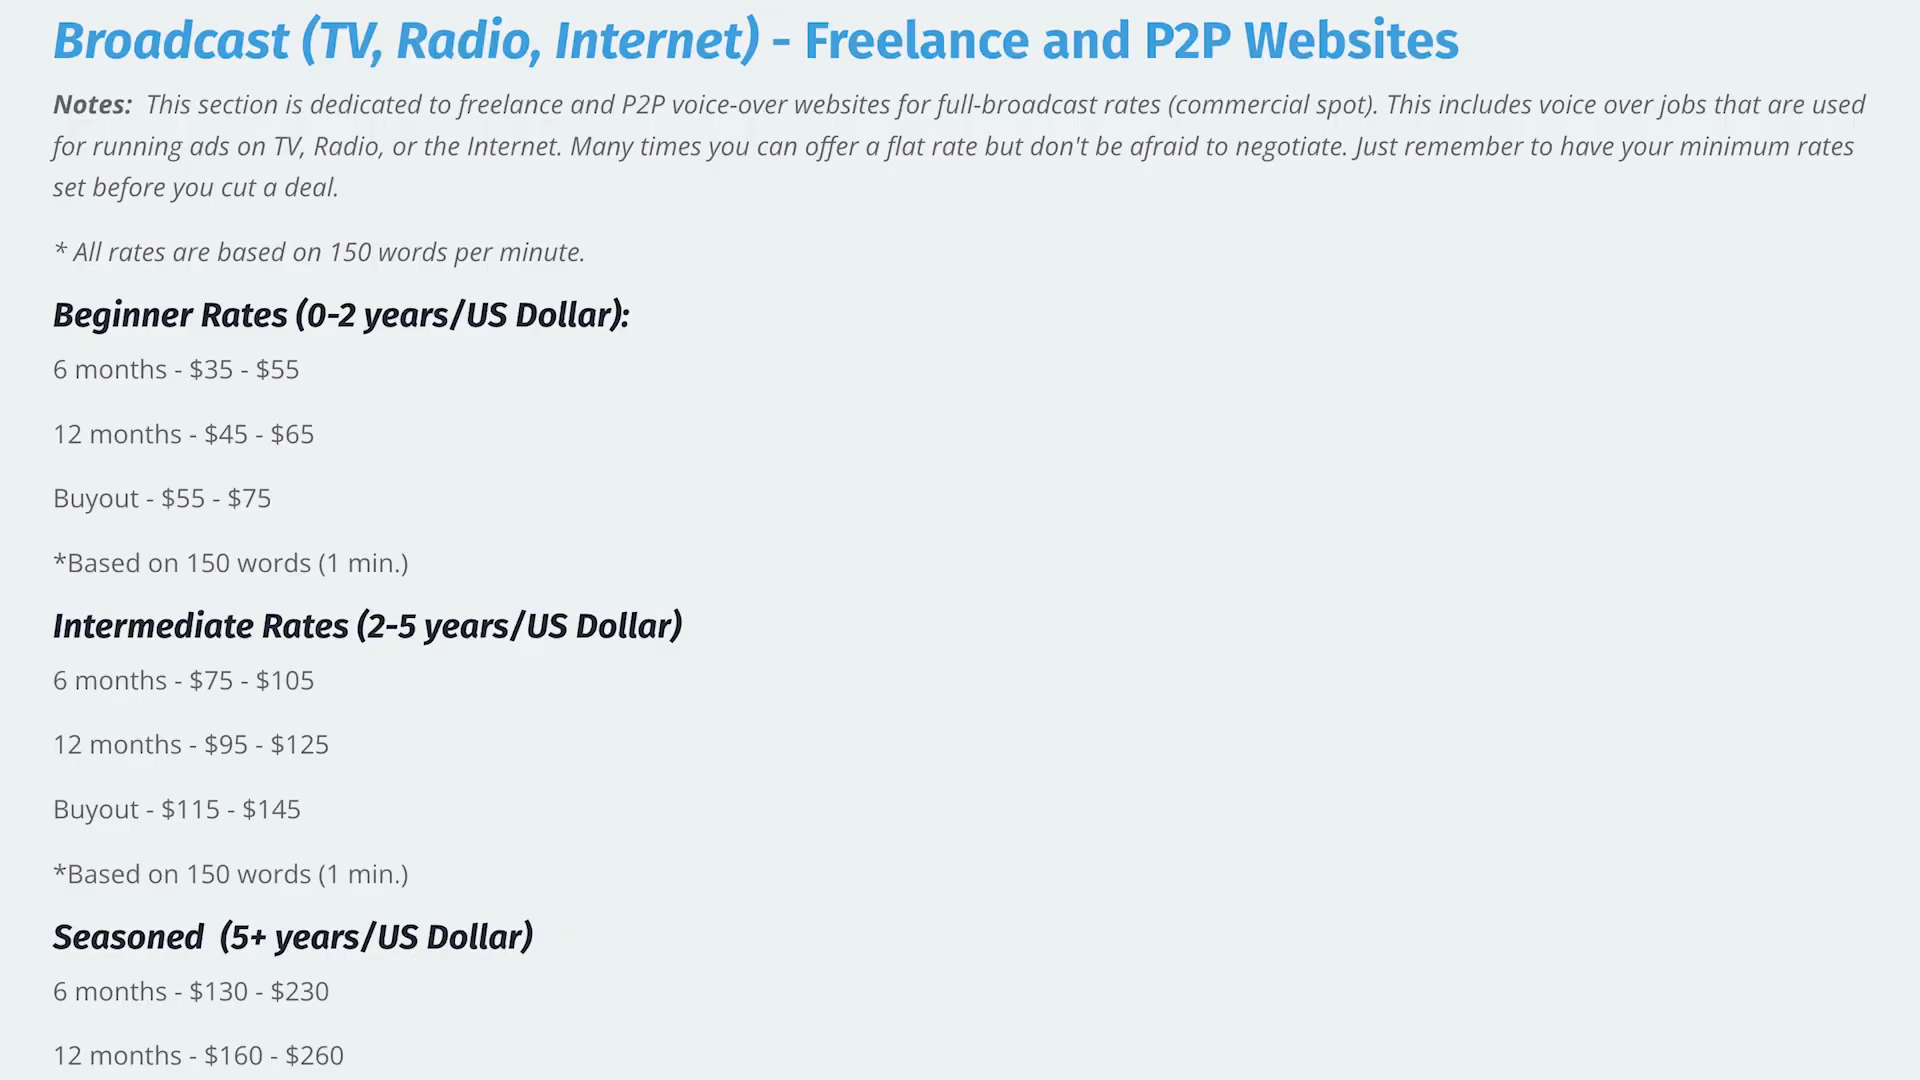 Broadcast (TV, Radio, Internet) - Freelance and P2P Websites
Notes:  This section is dedicated to freelance and P2P voice-over websites for full-broadcast rates (commercial spot). This includes voice over jobs that are used
for running ads on TV, Radio, or the Internet. Many times you can offer a flat rate but don't be afraid to negotiate. Just remember to have your minimum rates
set before you cut a deal.
* All rates are based on 150 words per minute.
Beginner Rates (0-2 years/US Dollar):
6 months - $35 - $55
12 months - $45 - $65
Buyout - $55 - $75
*Based on 150 words (1 min.)
Intermediate Rates (2-5 years/US Dollar)
6 months - $75 - $105
12 months - $95 - $125
Buyout - $115 - $145
*Based on 150 words (1 min.)
Seasoned  (5+ years/US Dollar)
6 months - $130 - $230
12 months - $160 - $260